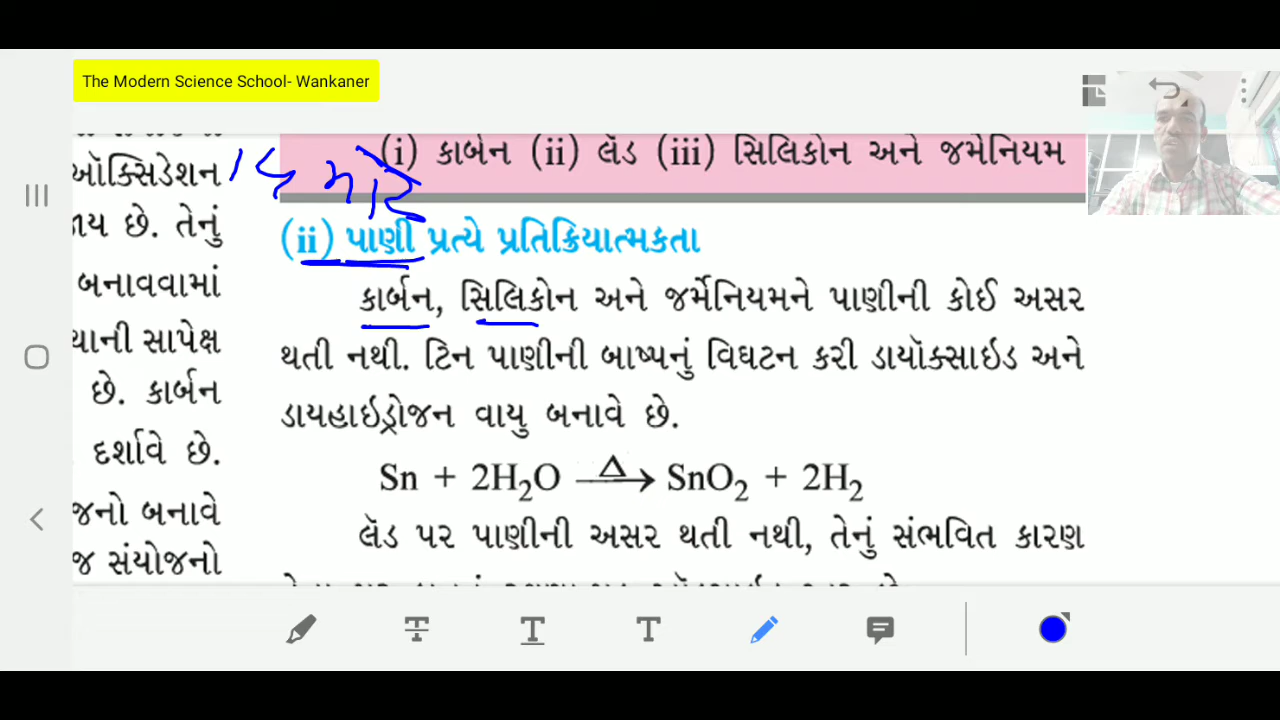 The Modern Science School- Wankaner
ઑક્સિડેશન
(i) કાર્બન (ii) લૅડ (iii) સિલિકોન અને જર્મેનિયમ
છે. તેનું
(ii) પાણી પ્રત્યે પ્રતિક્રિયાત્મકતા
બનાવવામાં
કાર્બન, સિલિકોન અને જર્મેનિયમને પાણીની કોઈ અસર
સાપેક્ષ
થતી નથી. ટિન પાણીની બાષ્પનું વિઘટન કરી ડાયૉક્સાઇડ અને
છે. કાર્બન
ડાયહાઇડ્રોજન વાયુ બનાવે છે.
દર્શાવે છે.
Sn + 2H₂O —Δ→ SnO₂ + 2H₂
બનાવે
લૅડ પર પાણીની અસર થતી નથી, તેનું સંભવિત કારણ
સંયોજનો
T
T
T